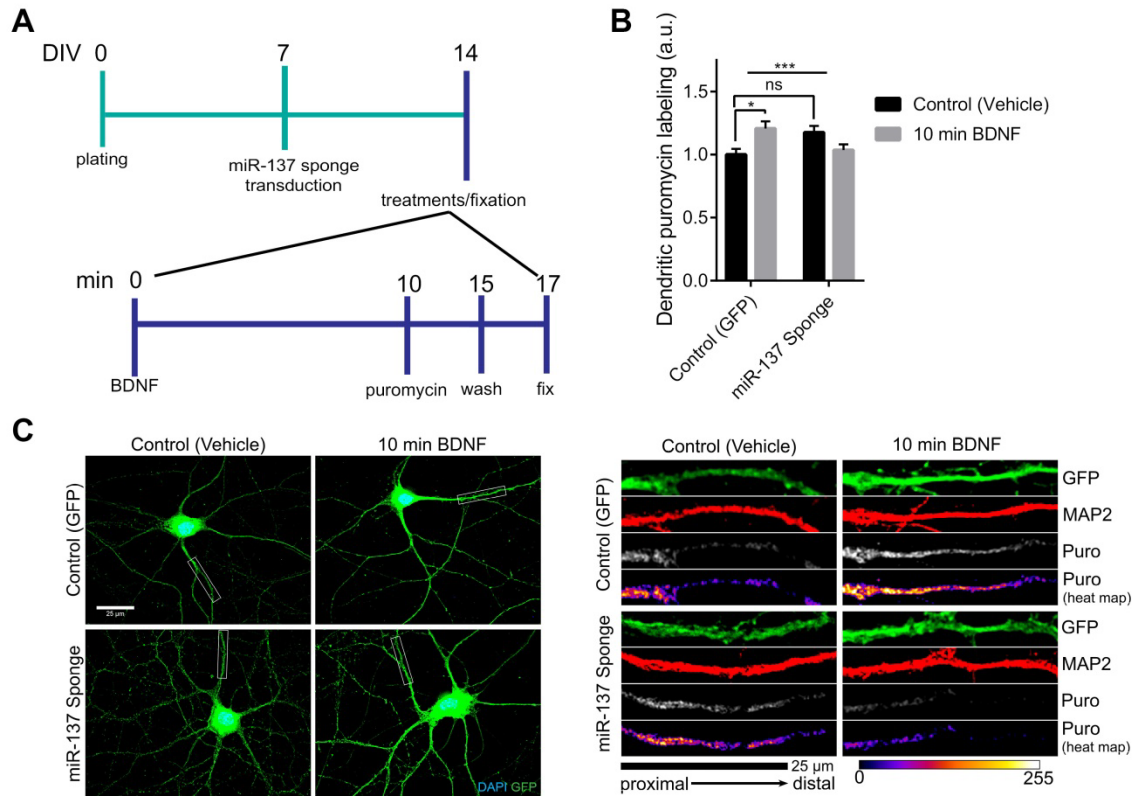 A
DIV 0 7 14
plating
miR-137 sponge
transduction
treatments/fixation
min 0 10 15 17
BDNF
puromycin wash fix
B
Dendritic puromycin labeling (a.u.)
1.5
1.0
0.5
0.0
***
ns
*
Control (GFP)
miR-137 Sponge
Control (Vehicle)
10 min BDNF
C
Control (Vehicle) 10 min BDNF
Control (GFP)
25 µm
miR-137 Sponge
DAPI GFP
Control (Vehicle) 10 min BDNF
Control (GFP)
GFP
MAP2
Puro
Puro
(heat map)
miR-137 Sponge
GFP
MAP2
Puro
Puro
(heat map)
25 µm
proximal distal
0 255